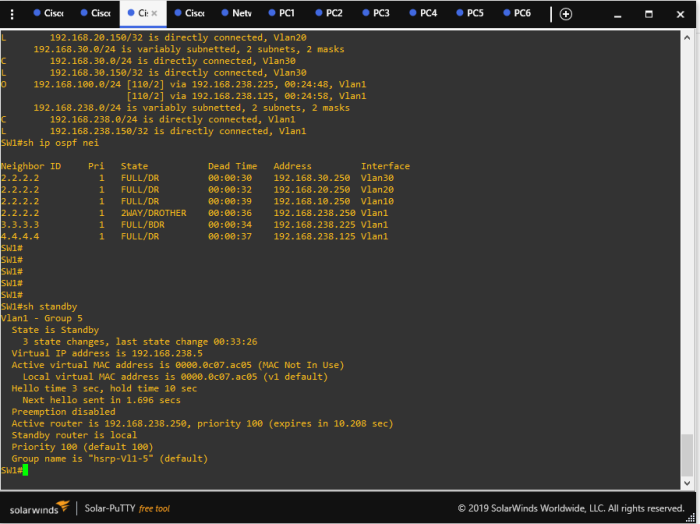 Cisco Cisco Ci × Cisco Netv PC1 PC2 PC3 PC4 PC5 PC6
L 192.168.20.150/32 is directly connected, Vlan20
192.168.30.0/24 is variably subnetted, 2 subnets, 2 masks
C 192.168.30.0/24 is directly connected, Vlan30
L 192.168.30.150/32 is directly connected, Vlan30
O 192.168.100.0/24 [110/2] via 192.168.238.225, 00:24:48, Vlan1
[110/2] via 192.168.238.125, 00:24:58, Vlan1
192.168.238.0/24 is variably subnetted, 2 subnets, 2 masks
C 192.168.238.0/24 is directly connected, Vlan1
L 192.168.238.150/32 is directly connected, Vlan1
SW1#sh ip ospf nei
Neighbor ID Pri State Dead Time Address Interface
2.2.2.2 1 FULL/DR 00:00:30 192.168.30.250 Vlan30
2.2.2.2 1 FULL/DR 00:00:32 192.168.20.250 Vlan20
2.2.2.2 1 FULL/DR 00:00:39 192.168.10.250 Vlan10
2.2.2.2 1 2WAY/DROTHER 00:00:36 192.168.238.250 Vlan1
3.3.3.3 1 FULL/BDR 00:00:34 192.168.238.225 Vlan1
4.4.4.4 1 FULL/DR 00:00:37 192.168.238.125 Vlan1
SW1#
SW1#
SW1#
SW1#
SW1#
SW1#sh standby
Vlan1 - Group 5
State is Standby
3 state changes, last state change 00:33:26
Virtual IP address is 192.168.238.5
Active virtual MAC address is 0000.0c07.ac05 (MAC Not In Use)
Local virtual MAC address is 0000.0c07.ac05 (v1 default)
Hello time 3 sec, hold time 10 sec
Next hello sent in 1.696 secs
Preemption disabled
Active router is 192.168.238.250, priority 100 (expires in 10.208 sec)
Standby router is local
Priority 100 (default 100)
Group name is "hsrp-Vl1-5" (default)
SW1#
solarwinds Solar-PuTTY free tool © 2019 SolarWinds Worldwide, LLC. All rights reserved.